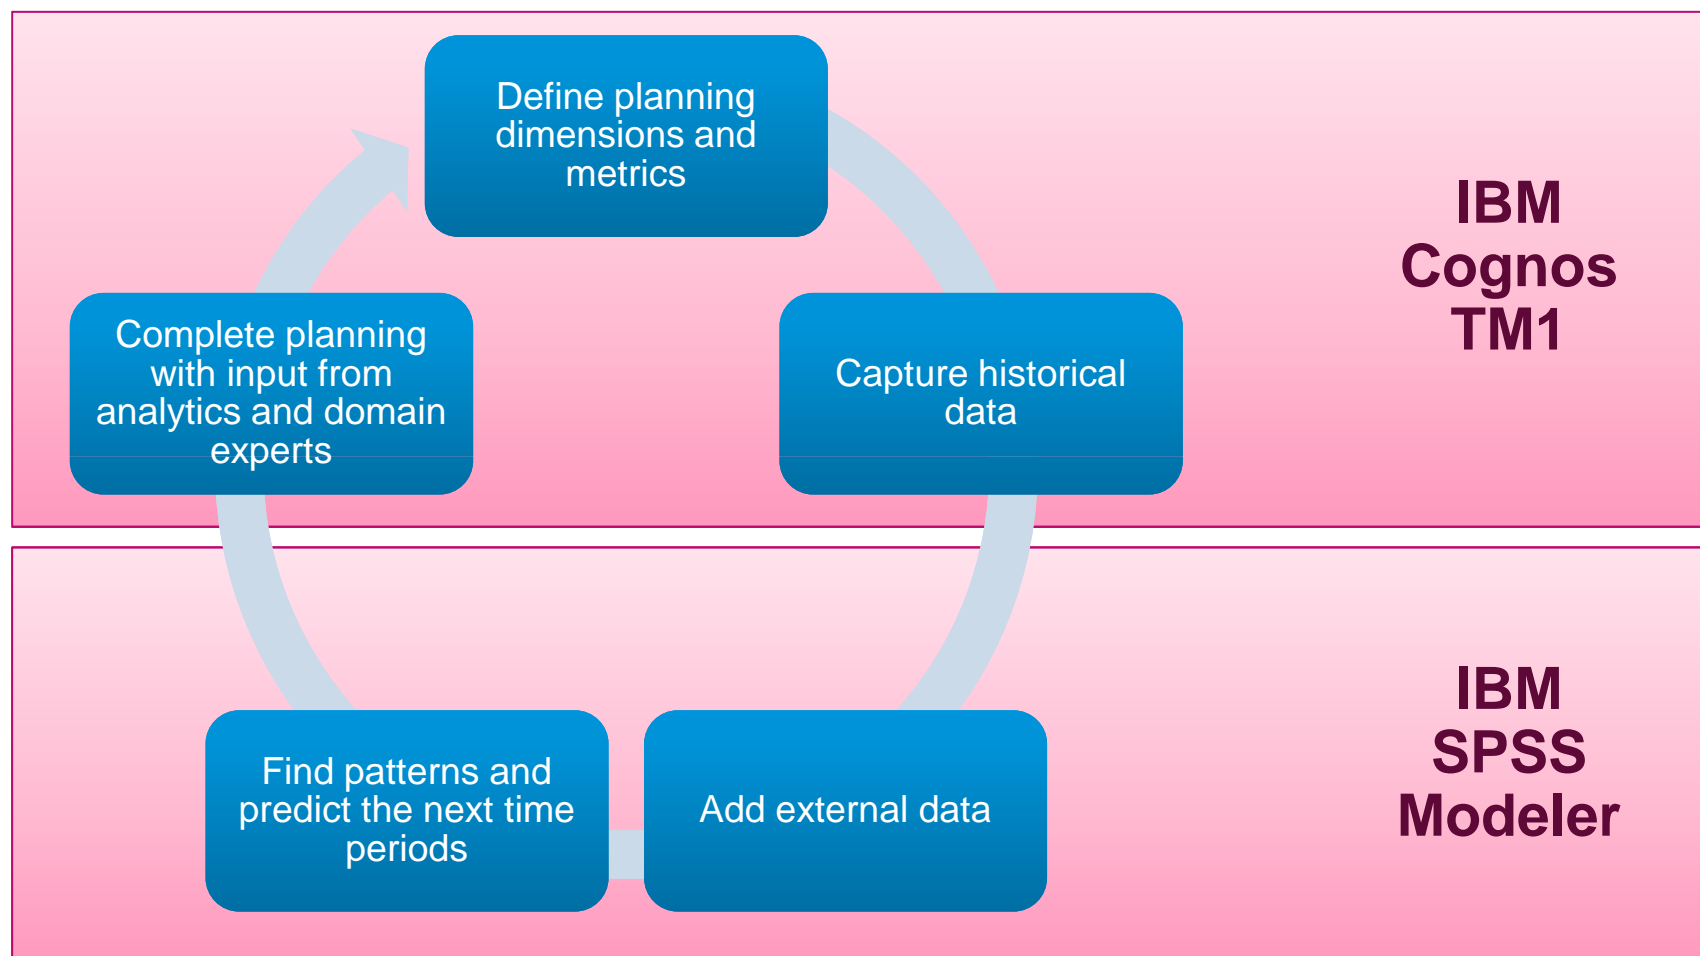 Define planning
dimensions and
metrics
IBM
Cognos
TM1
Complete planning
with input from
analytics and domain
experts
Capture historical
data
IBM
SPSS
Modeler
Find patterns and
predict the next time
periods
Add external data